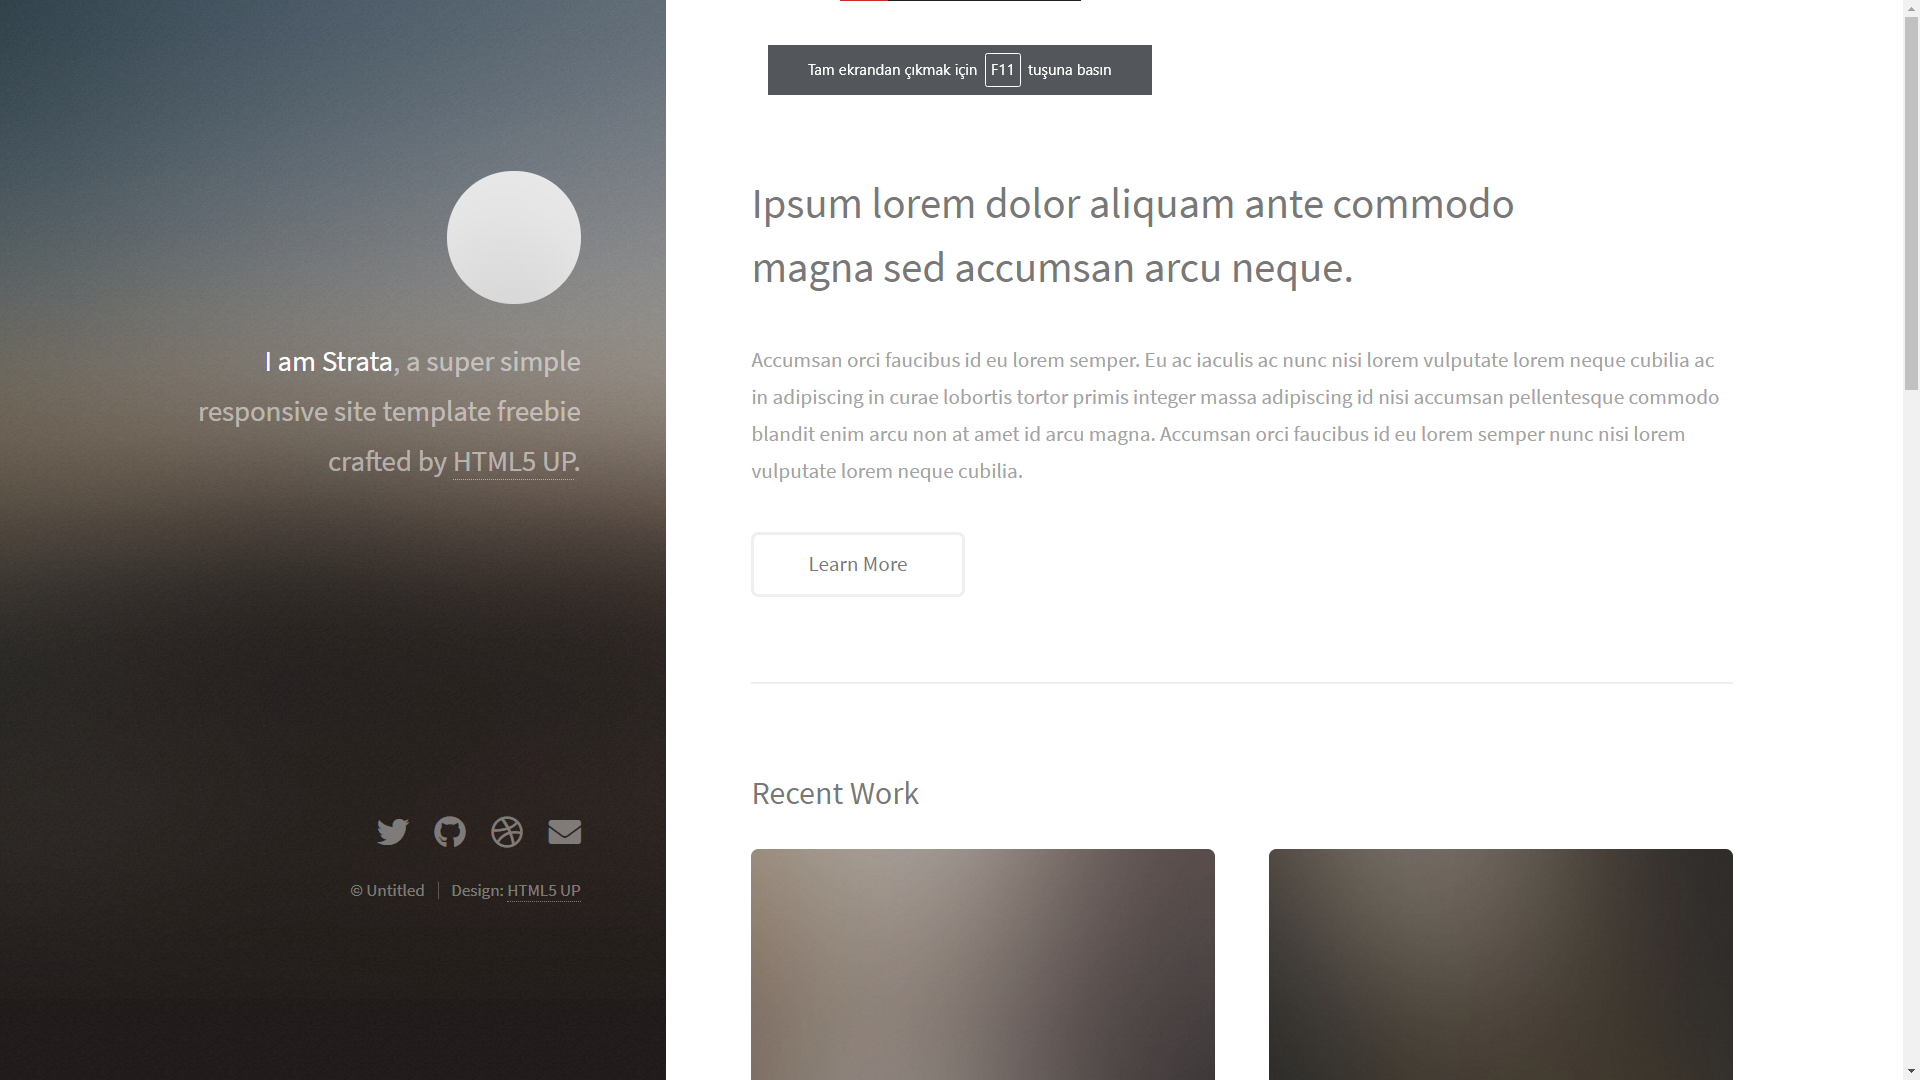 Tam ekrandan çıkmak için F11 tuşuna basın
I am Strata, a super simple
responsive site template freebie
crafted by HTML5 UP.
© Untitled
Design: HTML5 UP
Ipsum lorem dolor aliquam ante commodo
magna sed accumsan arcu neque.
Accumsan orci faucibus id eu lorem semper. Eu ac iaculis ac nunc nisi lorem vulputate lorem neque cubilia ac
in adipiscing in curae lobortis tortor primis integer massa adipiscing id nisi accumsan pellentesque commodo
blandit enim arcu non at amet id arcu magna. Accumsan orci faucibus id eu lorem semper nunc nisi lorem
vulputate lorem neque cubilia.
Learn More
Recent Work